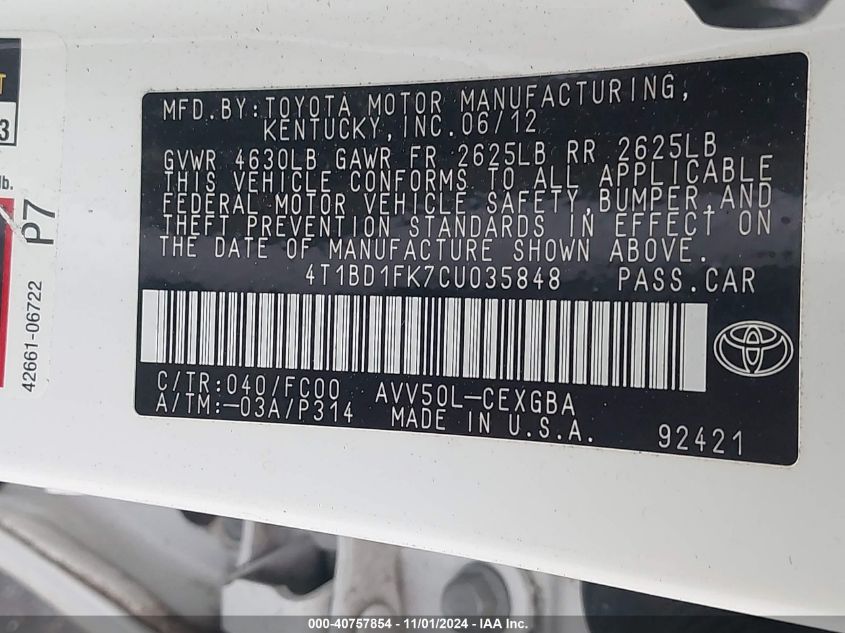 MFD. BY: TOYOTA MOTOR MANUFACTURING,
KENTUCKY, INC. 06/12
GVWR 4630LB GAWR FR 2625LB RR 2625LB
THIS VEHICLE CONFORMS TO ALL APPLICABLE
FEDERAL MOTOR VEHICLE SAFETY, BUMPER, AND
THEFT PREVENTION STANDARDS IN EFFECT ON
THE DATE OF MANUFACTURE SHOWN ABOVE.
4T1BD1FK7CU035848 PASS. CAR
C/TR: 040/FC00 AVV50L-CEXGBA
A/TM: -03A/P314 MADE IN U.S.A.
92421
T
3
lb.
P7
42661-06722
000-40757854 - 11/01/2024 - IAA Inc.